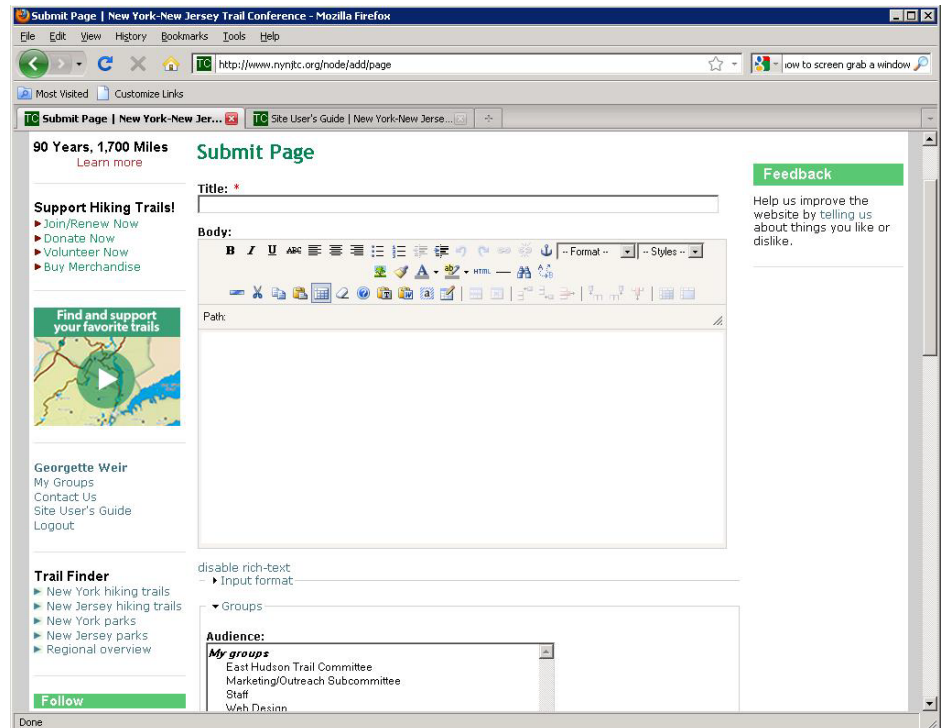 Submit Page | New York-New Jersey Trail Conference - Mozilla Firefox
File Edit View History Bookmarks Tools Help
TC http://www.nynjtc.org/node/add/page
ow to screen grab a window
Most Visited Customize Links
TC Submit Page | New York-New Jer... TC Site User's Guide | New York-New Jerse...
90 Years, 1,700 Miles
Learn more
Support Hiking Trails!
Join/Renew Now
Donate Now
Volunteer Now
Buy Merchandise
Find and support
your favorite trails
Georgette Weir
My Groups
Contact Us
Site User's Guide
Logout
Trail Finder
New York hiking trails
New Jersey hiking trails
New York parks
New Jersey parks
Regional overview
Follow
Submit Page
Title: *
Body:
B I U ABC -- Format -- -- Styles --
A ab HTML
Path:
disable rich-text
Input format
Groups
Audience:
My groups
East Hudson Trail Committee
Marketing/Outreach Subcommittee
Staff
Web Design
Feedback
Help us improve the
website by telling us
about things you like or
dislike.
Done